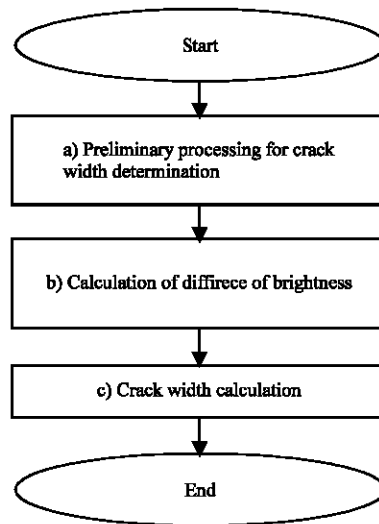 Start
a) Preliminary processing for crack
width determination
b) Calculation of diffirece of brightness
c) Crack width calculation
End